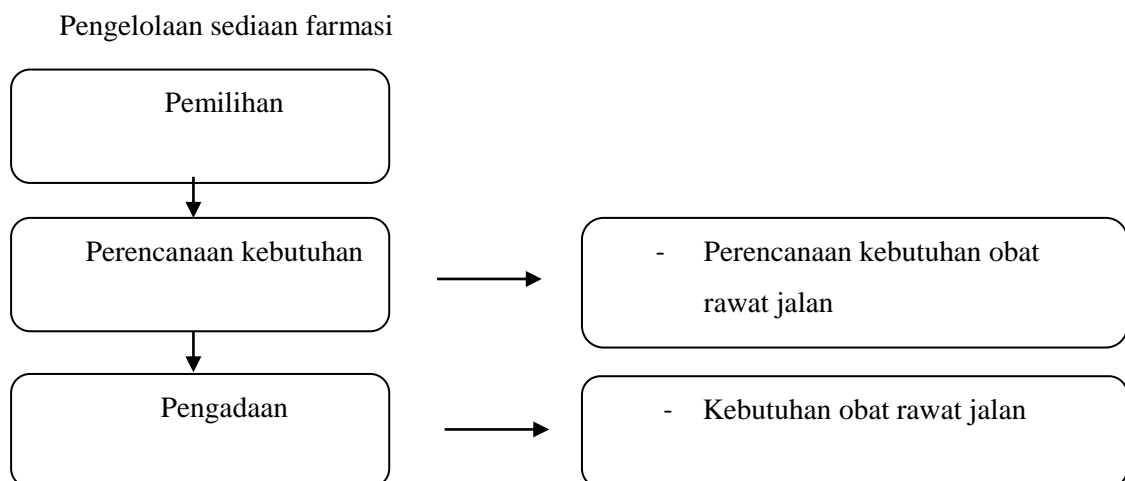 Pengelolaan sediaan farmasi
Pemilihan
Perencanaan kebutuhan
- Perencanaan kebutuhan obat
rawat jalan
Pengadaan
- Kebutuhan obat rawat jalan